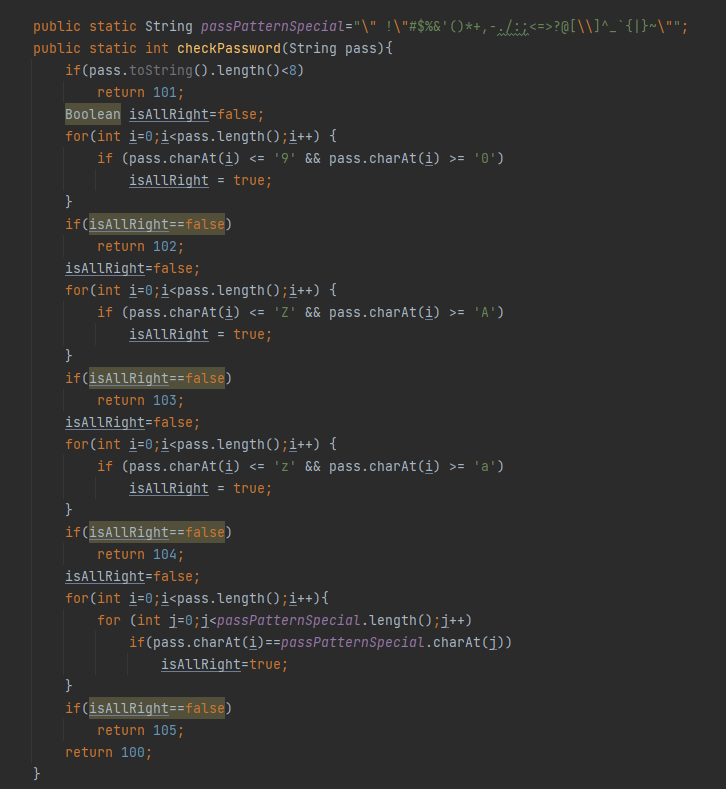 public static String passPatternSpecial="\" !\"#$%&'()*+,-./:;<=>?@[\\]^_`{|}~\"";
public static int checkPassword(String pass){
if(pass.toString().length()<8)
return 101;
Boolean isAllRight=false;
for(int i=0;i<pass.length();i++) {
if (pass.charAt(i) <= '9' && pass.charAt(i) >= '0')
isAllRight = true;
}
if(isAllRight==false)
return 102;
isAllRight=false;
for(int i=0;i<pass.length();i++) {
if (pass.charAt(i) <= 'Z' && pass.charAt(i) >= 'A')
isAllRight = true;
}
if(isAllRight==false)
return 103;
isAllRight=false;
for(int i=0;i<pass.length();i++) {
if (pass.charAt(i) <= 'z' && pass.charAt(i) >= 'a')
isAllRight = true;
}
if(isAllRight==false)
return 104;
isAllRight=false;
for(int i=0;i<pass.length();i++){
for (int j=0;j<passPatternSpecial.length();j++)
if(pass.charAt(i)==passPatternSpecial.charAt(j))
isAllRight=true;
}
if(isAllRight==false)
return 105;
return 100;
}